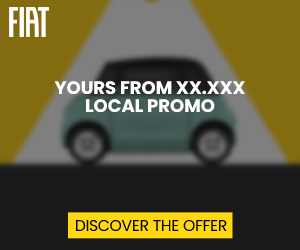 FIAT
YOURS FROM XX.XXX
LOCAL PROMO
DISCOVER THE OFFER